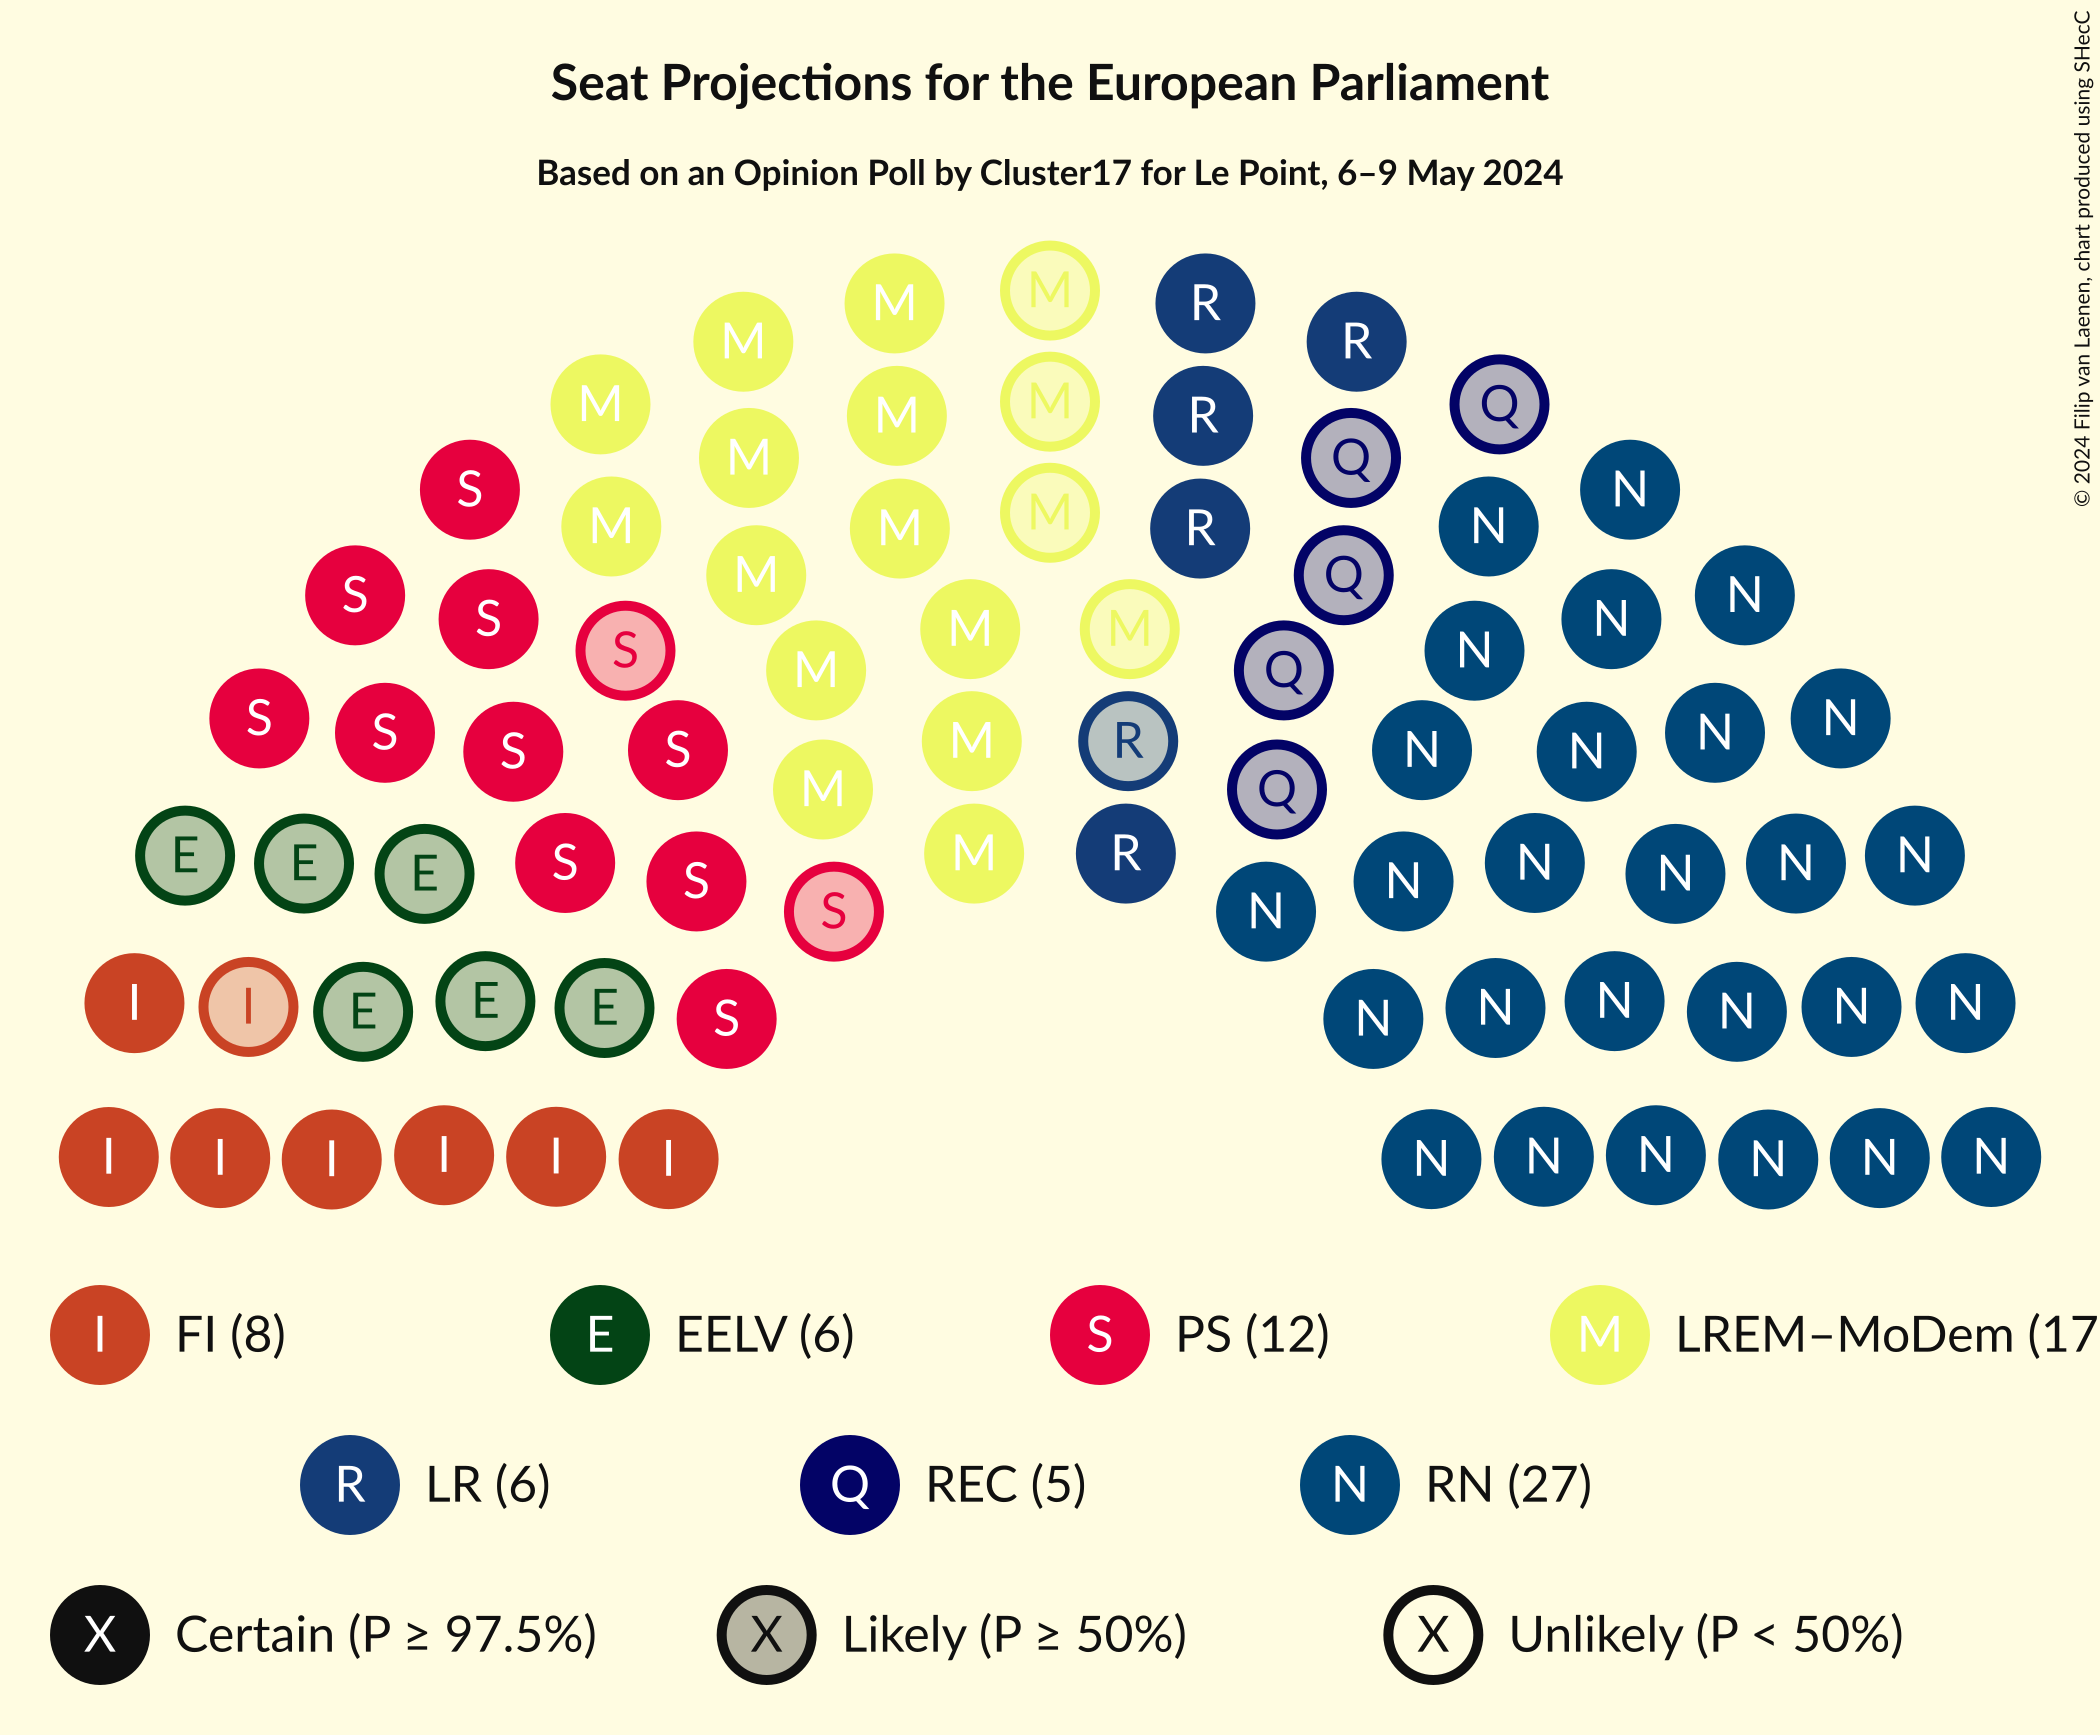 Seat Projections for the European Parliament
Based on an Opinion Poll by Cluster17 for Le Point, 6–9 May 2024
© 2024 Filip van Laenen, chart produced using SHecC
M M M R R
M M Q
S M M M R Q N N
M M M M R Q N
S S S M M M Q N N N
S S S S M M R Q N N N N
E E E S S M R N N N N N
S N
I I E E E S N N N N N N
I I I I I I N N N N N N
I FI (8) E EELV (6) S PS (12) M LREM–MoDem (17
R LR (6) Q REC (5) N RN (27)
X Certain (P ≥ 97.5%) X Likely (P ≥ 50%) X Unlikely (P < 50%)